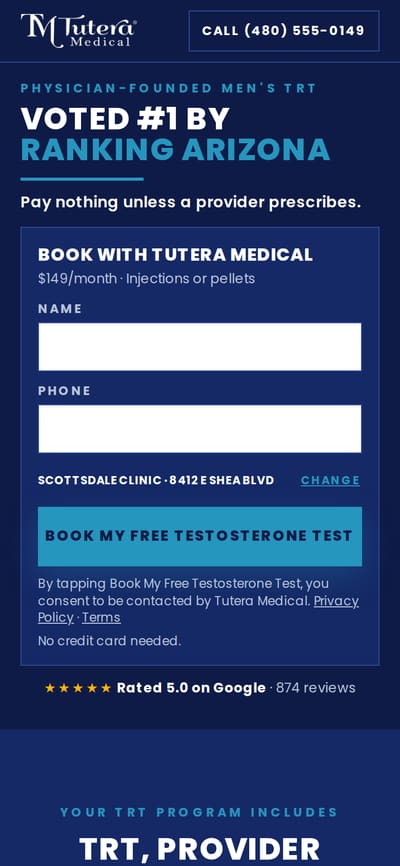 Tutera®
Medical
CALL (480) 555-0149
PHYSICIAN-FOUNDED MEN'S TRT
VOTED #1 BY
RANKING ARIZONA
Pay nothing unless a provider prescribes.
BOOK WITH TUTERA MEDICAL
$149/month · Injections or pellets
NAME
PHONE
SCOTTSDALE CLINIC · 8412 E SHEA BLVD
CHANGE
BOOK MY FREE TESTOSTERONE TEST
By tapping Book My Free Testosterone Test, you
consent to be contacted by Tutera Medical. Privacy
Policy · Terms
No credit card needed.
★★★★★ Rated 5.0 on Google · 874 reviews
YOUR TRT PROGRAM INCLUDES
TRT, PROVIDER